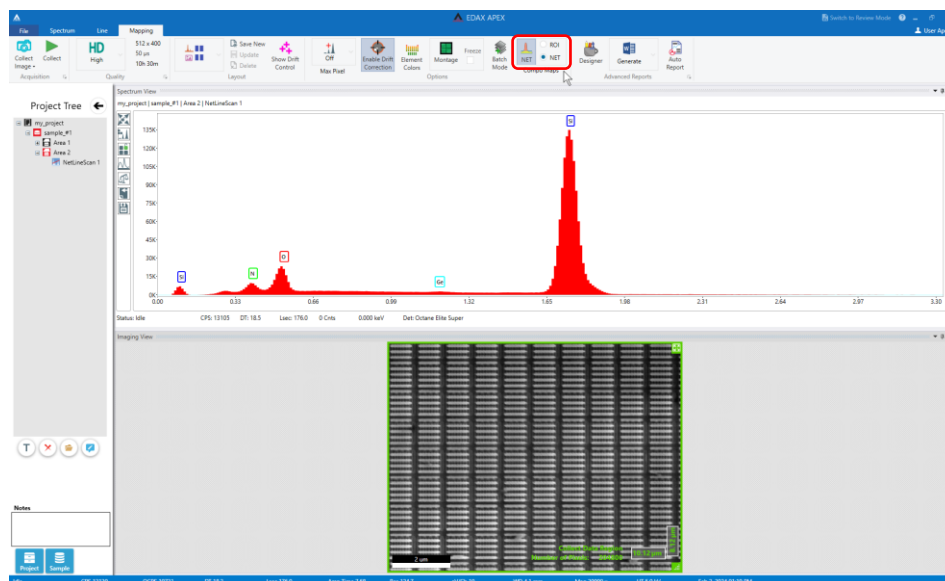 EDAX APEX
Switch to Review Mode
File Spectrum Line Mapping
User
Collect Image
Collect
Acquisition
HD
High
512 x 400
50 µs
10h 30m
Quality
Save New
Update
Delete
Layout
Show Drift Control
Off
Max Pixel
Enable Drift Correction
Element Colors
Montage
Freeze
Options
Batch Mode
NET
ROI
NET
Maps
Designer
Generate
Advanced Reports
Auto Report
Project Tree
my_project
sample_#1
Area 1
Area 2
NetLineScan 1
Notes
Project
Sample
Spectrum View
my_project | sample_#1 | Area 2 | NetLineScan 1
135K
120K
105K
90K
75K
60K
45K
30K
15K
0K
Si N O Ge Si
0.00 0.33 0.66 0.99 1.32 1.65 1.98 2.31 2.64 2.97 3.30
Status: Idle CPS: 13105 DT: 18.5 Lsec: 176.0 0 Cnts 0.000 keV Det: Octane Elite Super
Imaging View
2 um
10.12 µm